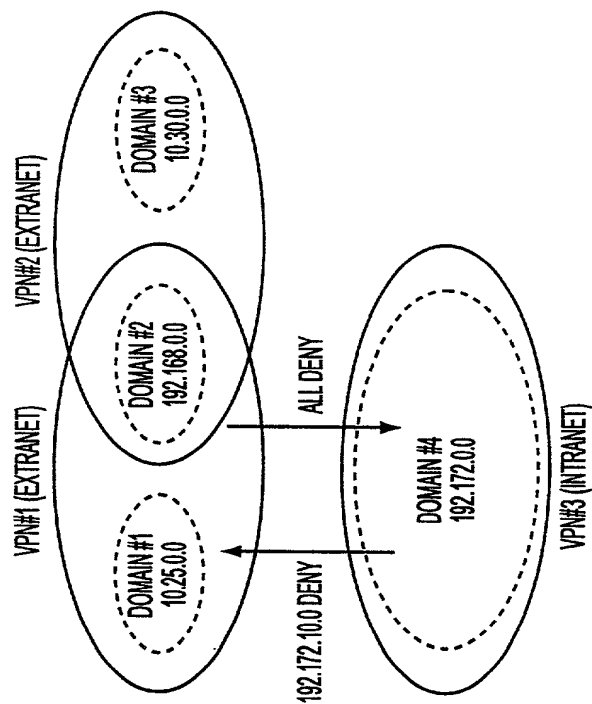 VPN#1 (EXTRANET)
VPN#2 (EXTRANET)
DOMAIN #1
10.25.0.0
DOMAIN #2
192.168.0.0
DOMAIN #3
10.30.0.0
192.172.10.0 DENY
ALL DENY
DOMAIN #4
192.172.0.0
VPN#3 (INTRANET)